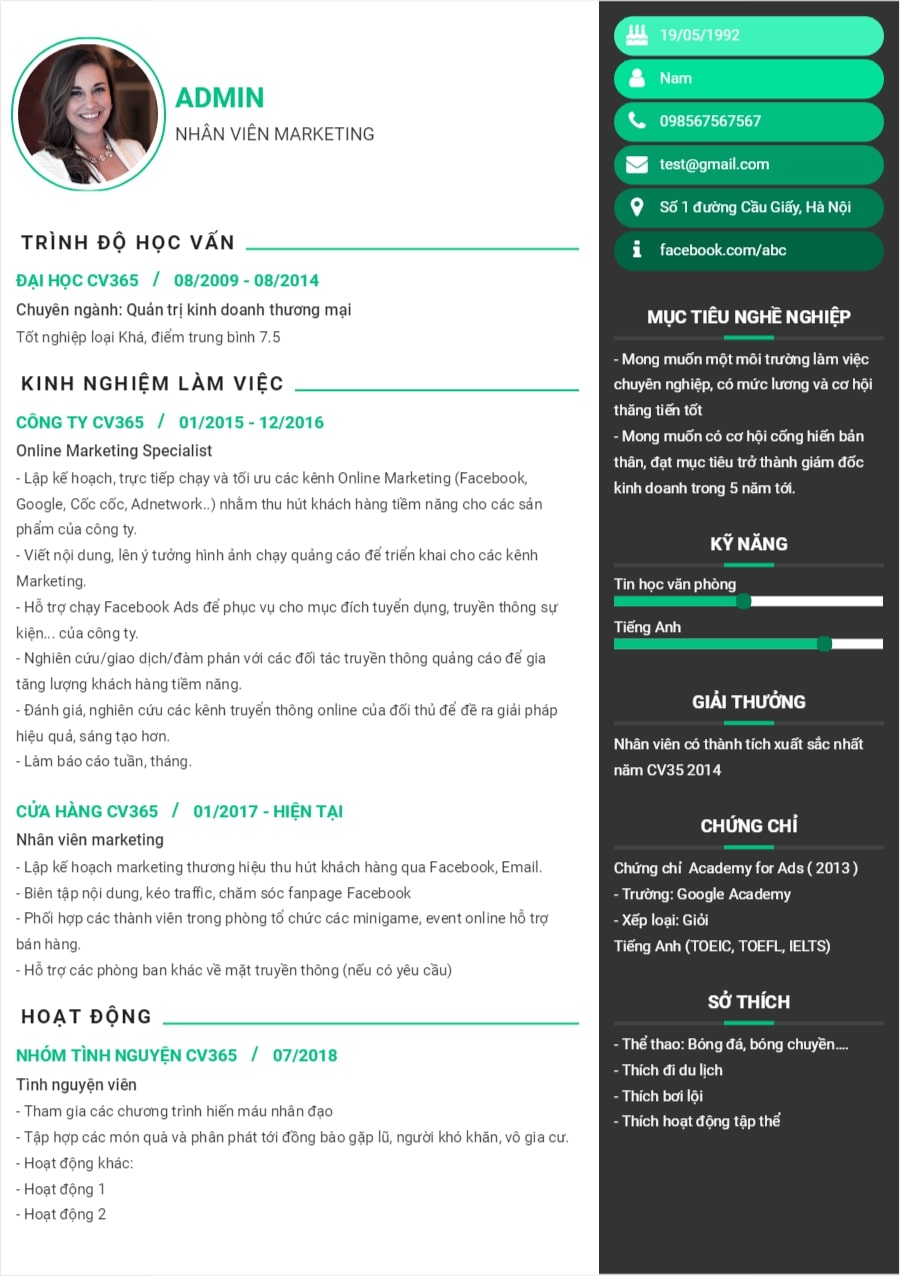 ADMIN
NHÂN VIÊN MARKETING
TRÌNH ĐỘ HỌC VẤN
ĐẠI HỌC CV365 / 08/2009 - 08/2014
Chuyên ngành: Quản trị kinh doanh thương mại
Tốt nghiệp loại Khá, điểm trung bình 7.5
KINH NGHIỆM LÀM VIỆC
CÔNG TY CV365 / 01/2015 - 12/2016
Online Marketing Specialist
- Lập kế hoạch, trực tiếp chạy và tối ưu các kênh Online Marketing (Facebook,
Google, Cốc cốc, Adnetwork..) nhằm thu hút khách hàng tiềm năng cho các sản
phẩm của công ty.
- Viết nội dung, lên ý tưởng hình ảnh chạy quảng cáo để triển khai cho các kênh
Marketing.
- Hỗ trợ chạy Facebook Ads để phục vụ cho mục đích tuyển dụng, truyền thông sự
kiện... của công ty.
- Nghiên cứu/giao dịch/đàm phán với các đối tác truyền thông quảng cáo để gia
tăng lượng khách hàng tiềm năng.
- Đánh giá, nghiên cứu các kênh truyền thông online của đối thủ để đề ra giải pháp
hiệu quả, sáng tạo hơn.
- Làm báo cáo tuần, tháng.
CỬA HÀNG CV365 / 01/2017 - HIỆN TẠI
Nhân viên marketing
- Lập kế hoạch marketing thương hiệu thu hút khách hàng qua Facebook, Email.
- Biên tập nội dung, kéo traffic, chăm sóc fanpage Facebook
- Phối hợp các thành viên trong phòng tổ chức các minigame, event online hỗ trợ
bán hàng.
- Hỗ trợ các phòng ban khác về mặt truyền thông (nếu có yêu cầu)
HOẠT ĐỘNG
NHÓM TÌNH NGUYỆN CV365 / 07/2018
Tình nguyện viên
- Tham gia các chương trình hiến máu nhân đạo
- Tập hợp các món quà và phân phát tới đồng bào gặp lũ, người khó khăn, vô gia cư.
- Hoạt động khác:
- Hoạt động 1
- Hoạt động 2
19/05/1992
Nam
098567567567
test@gmail.com
Số 1 đường Cầu Giấy, Hà Nội
facebook.com/abc
MỤC TIÊU NGHỀ NGHIỆP
- Mong muốn một môi trường làm việc
chuyên nghiệp, có mức lương và cơ hội
thăng tiến tốt
- Mong muốn có cơ hội cống hiến bản
thân, đạt mục tiêu trở thành giám đốc
kinh doanh trong 5 năm tới.
KỸ NĂNG
Tin học văn phòng
Tiếng Anh
GIẢI THƯỞNG
Nhân viên có thành tích xuất sắc nhất
năm CV35 2014
CHỨNG CHỈ
Chứng chỉ Academy for Ads ( 2013 )
- Trường: Google Academy
- Xếp loại: Giỏi
Tiếng Anh (TOEIC, TOEFL, IELTS)
SỞ THÍCH
- Thể thao: Bóng đá, bóng chuyền....
- Thích đi du lịch
- Thích bơi lội
- Thích hoạt động tập thể